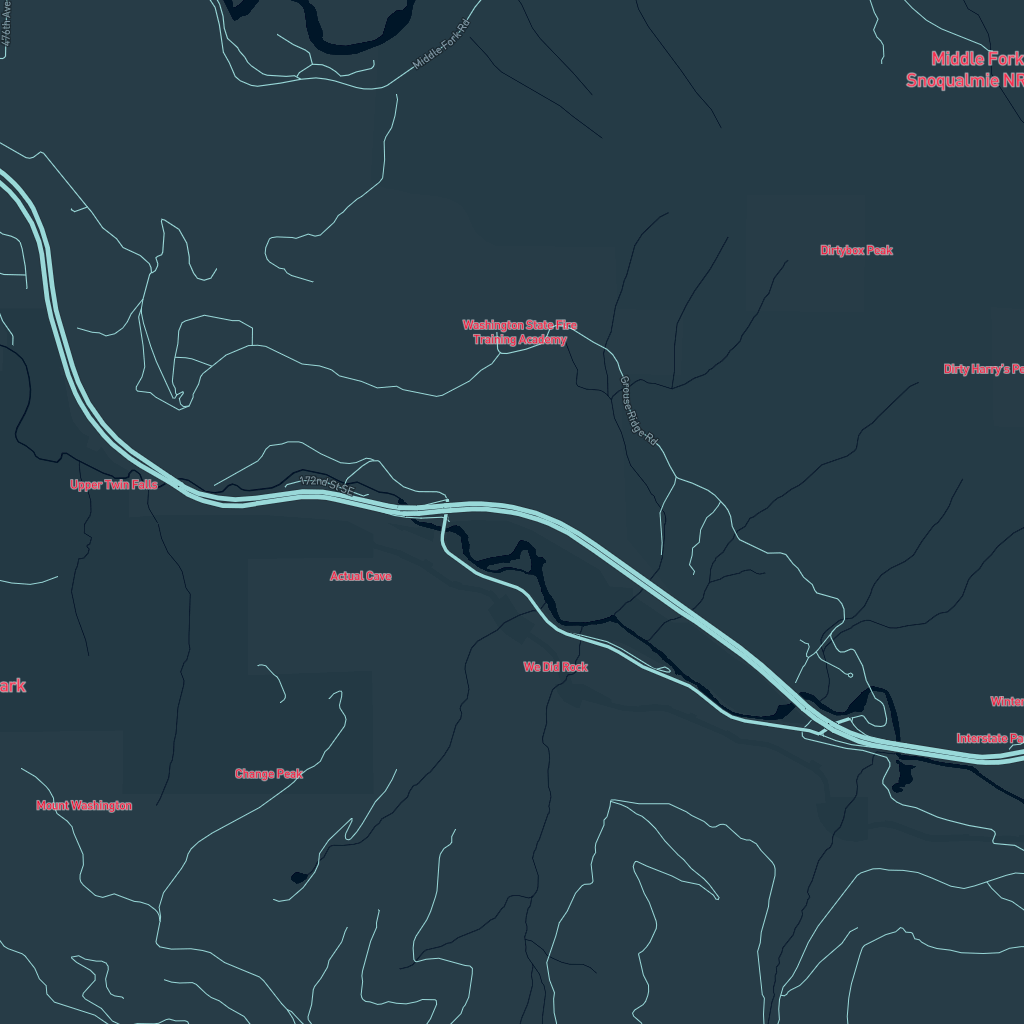 476th Ave
Middle Fork Rd
Middle Fork
Snoqualmie NR
Dirtybox Peak
Washington State Fire
Training Academy
Dirty Harry's Pe
Grouse Ridge Rd
172nd St SE
Upper Twin Falls
Actual Cave
We Did Rock
ark
Winter
Interstate Pa
Change Peak
Mount Washington